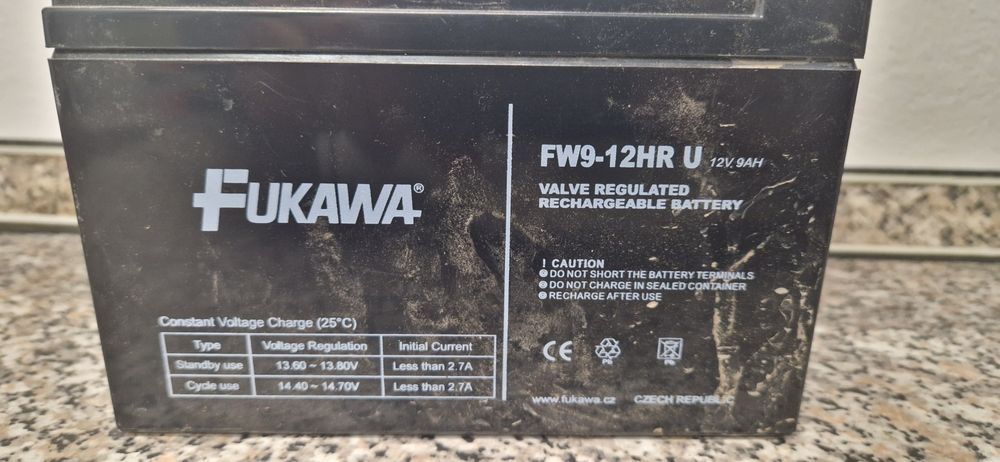 FUKAWA®
FW9-12HR U 12V 9AH
VALVE REGULATED
RECHARGEABLE BATTERY
! CAUTION
DO NOT SHORT THE BATTERY TERMINALS
DO NOT CHARGE IN SEALED CONTAINER
RECHARGE AFTER USE
Constant Voltage Charge (25°C)
Type Voltage Regulation Initial Current
Standby use 13.60 ~ 13.80V Less than 2.7A
Cycle use 14.40 ~ 14.70V Less than 2.7A
CE Pb Pb
www.fukawa.cz CZECH REPUBLIC